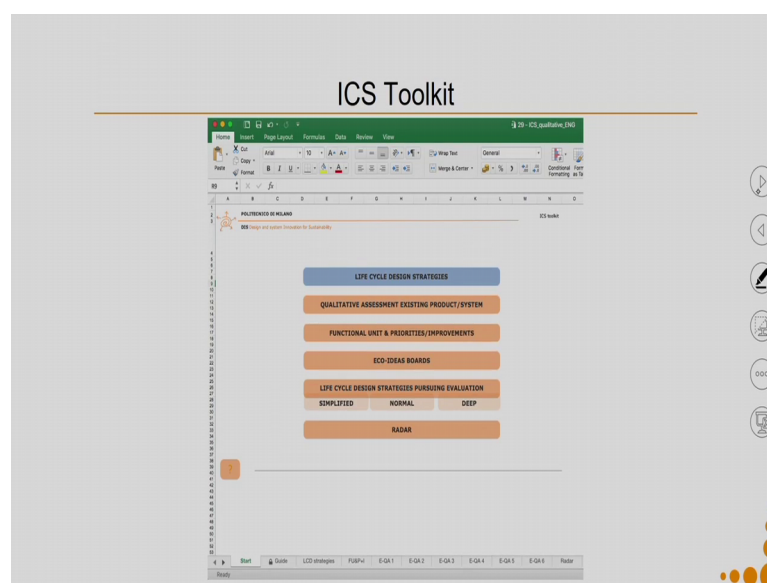 ICS Toolkit
29 - ICS_qualitative_ENG
Home Insert Page Layout Formulas Data Review View
Cut
Copy
Format
Paste
Arial 10 A+ A-
B I U
Wrap Text
Merge & Center
General
Conditional
Formatting
POLITECNICO DI MILANO
ICS toolkit
DIS Design and system Innovation for Sustainability
LIFE CYCLE DESIGN STRATEGIES
QUALITATIVE ASSESSMENT EXISTING PRODUCT/SYSTEM
FUNCTIONAL UNIT & PRIORITIES/IMPROVEMENTS
ECO-IDEAS BOARDS
LIFE CYCLE DESIGN STRATEGIES PURSUING EVALUATION
SIMPLIFIED NORMAL DEEP
RADAR
?
Start Guide LCD strategies FU&P+I E-QA 1 E-QA 2 E-QA 3 E-QA 4 E-QA 5 E-QA 6 Radar
Ready